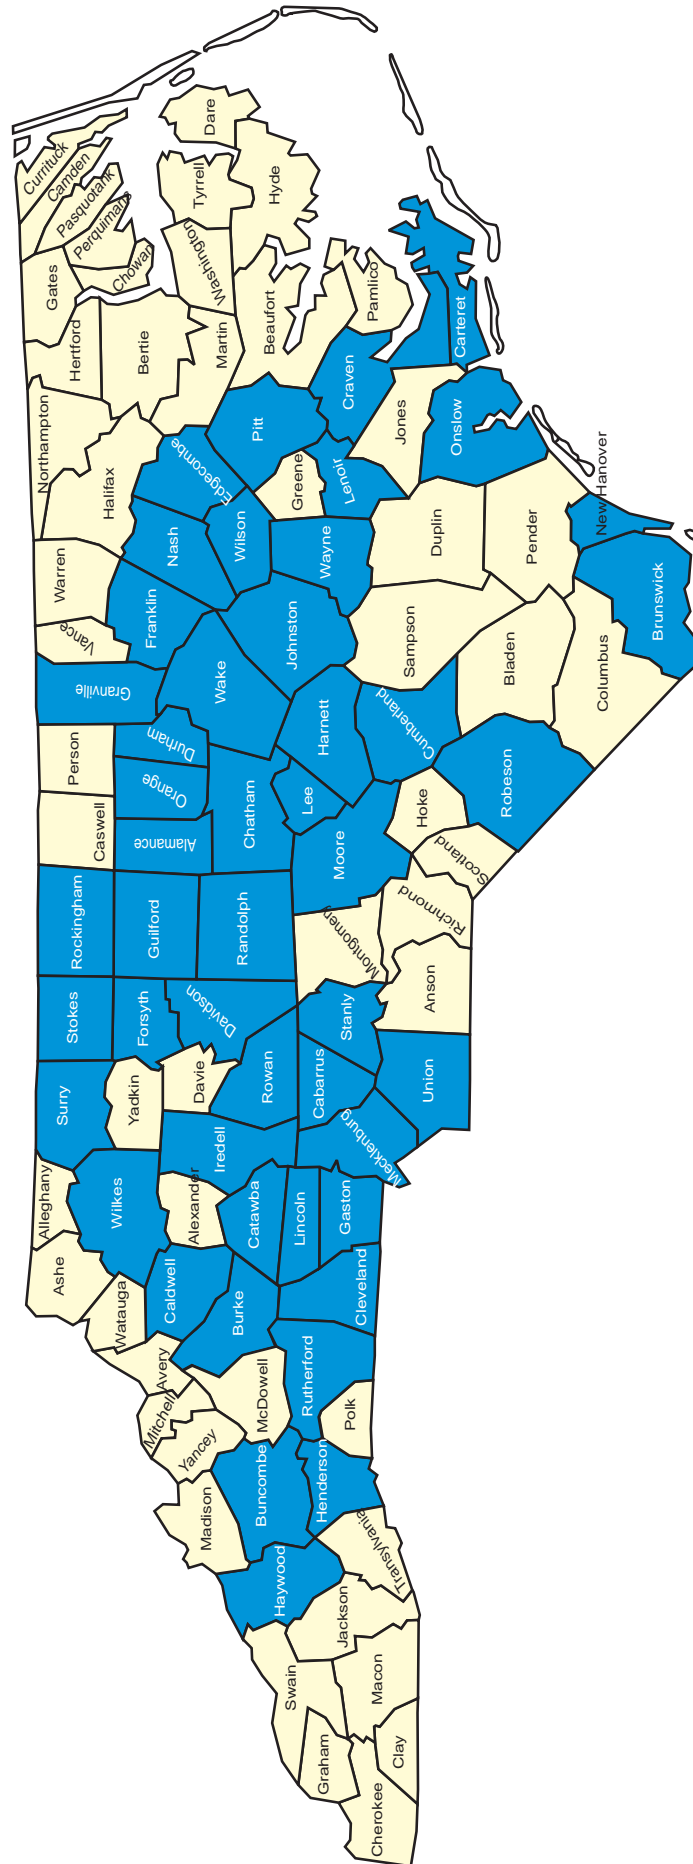 Currituck
Camden
Pasquotank
Perquimans
Chowan
Gates
Hertford
Bertie
Northampton
Halifax
Warren
Vance
Dare
Tyrrell
Hyde
Washington
Martin
Beaufort
Pamlico
Carteret
Craven
Jones
Onslow
Pitt
Edgecombe
Greene
Lenoir
Nash
Wilson
Wayne
Duplin
Pender
New Hanover
Brunswick
Columbus
Bladen
Sampson
Franklin
Johnston
Granville
Wake
Harnett
Cumberland
Robeson
Person
Durham
Orange
Caswell
Alamance
Chatham
Lee
Moore
Hoke
Scotland
Richmond
Montgomery
Anson
Rockingham
Guilford
Randolph
Stokes
Forsyth
Davidson
Stanly
Rowan
Cabarrus
Union
Mecklenburg
Surry
Yadkin
Davie
Iredell
Alleghany
Wilkes
Alexander
Catawba
Lincoln
Gaston
Ashe
Watauga
Caldwell
Burke
Cleveland
Avery
Mitchell
Yancey
McDowell
Rutherford
Polk
Madison
Buncombe
Henderson
Haywood
Transylvania
Jackson
Swain
Macon
Graham
Clay
Cherokee